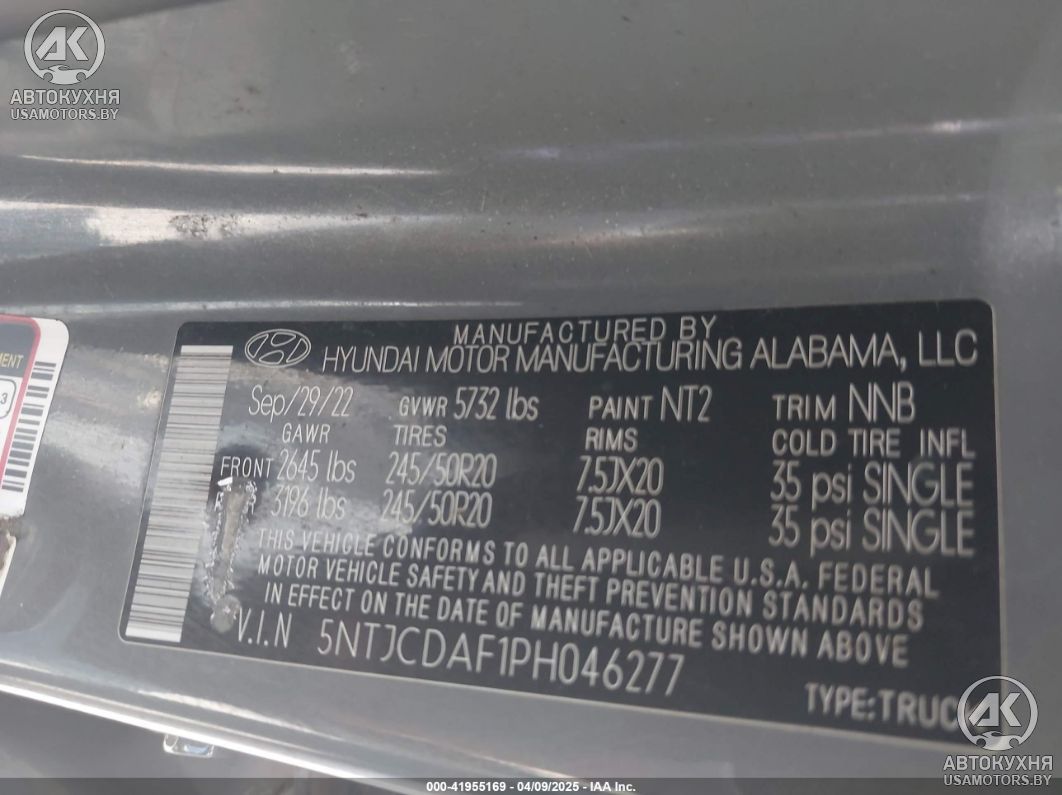 AK
АВТОКУХНЯ
USAMOTORS.BY
MANUFACTURED BY
HYUNDAI MOTOR MANUFACTURING ALABAMA, LLC
Sep/29/22 GVWR 5732 lbs PAINT NT2 TRIM NNB
GAWR TIRES RIMS COLD TIRE INFL
FRONT 2645 lbs 245/50R20 7.5JX20 35 psi SINGLE
3196 lbs 245/50R20 7.5JX20 35 psi SINGLE
THIS VEHICLE CONFORMS TO ALL APPLICABLE U.S.A. FEDERAL
MOTOR VEHICLE SAFETY AND THEFT PREVENTION STANDARDS
IN EFFECT ON THE DATE OF MANUFACTURE SHOWN ABOVE
V.I.N 5NTJCDAF1PH046277
TYPE:TRUCK
AK
АВТОКУХНЯ
USAMOTORS.BY
000-41955169 - 04/09/2025 - IAA Inc.